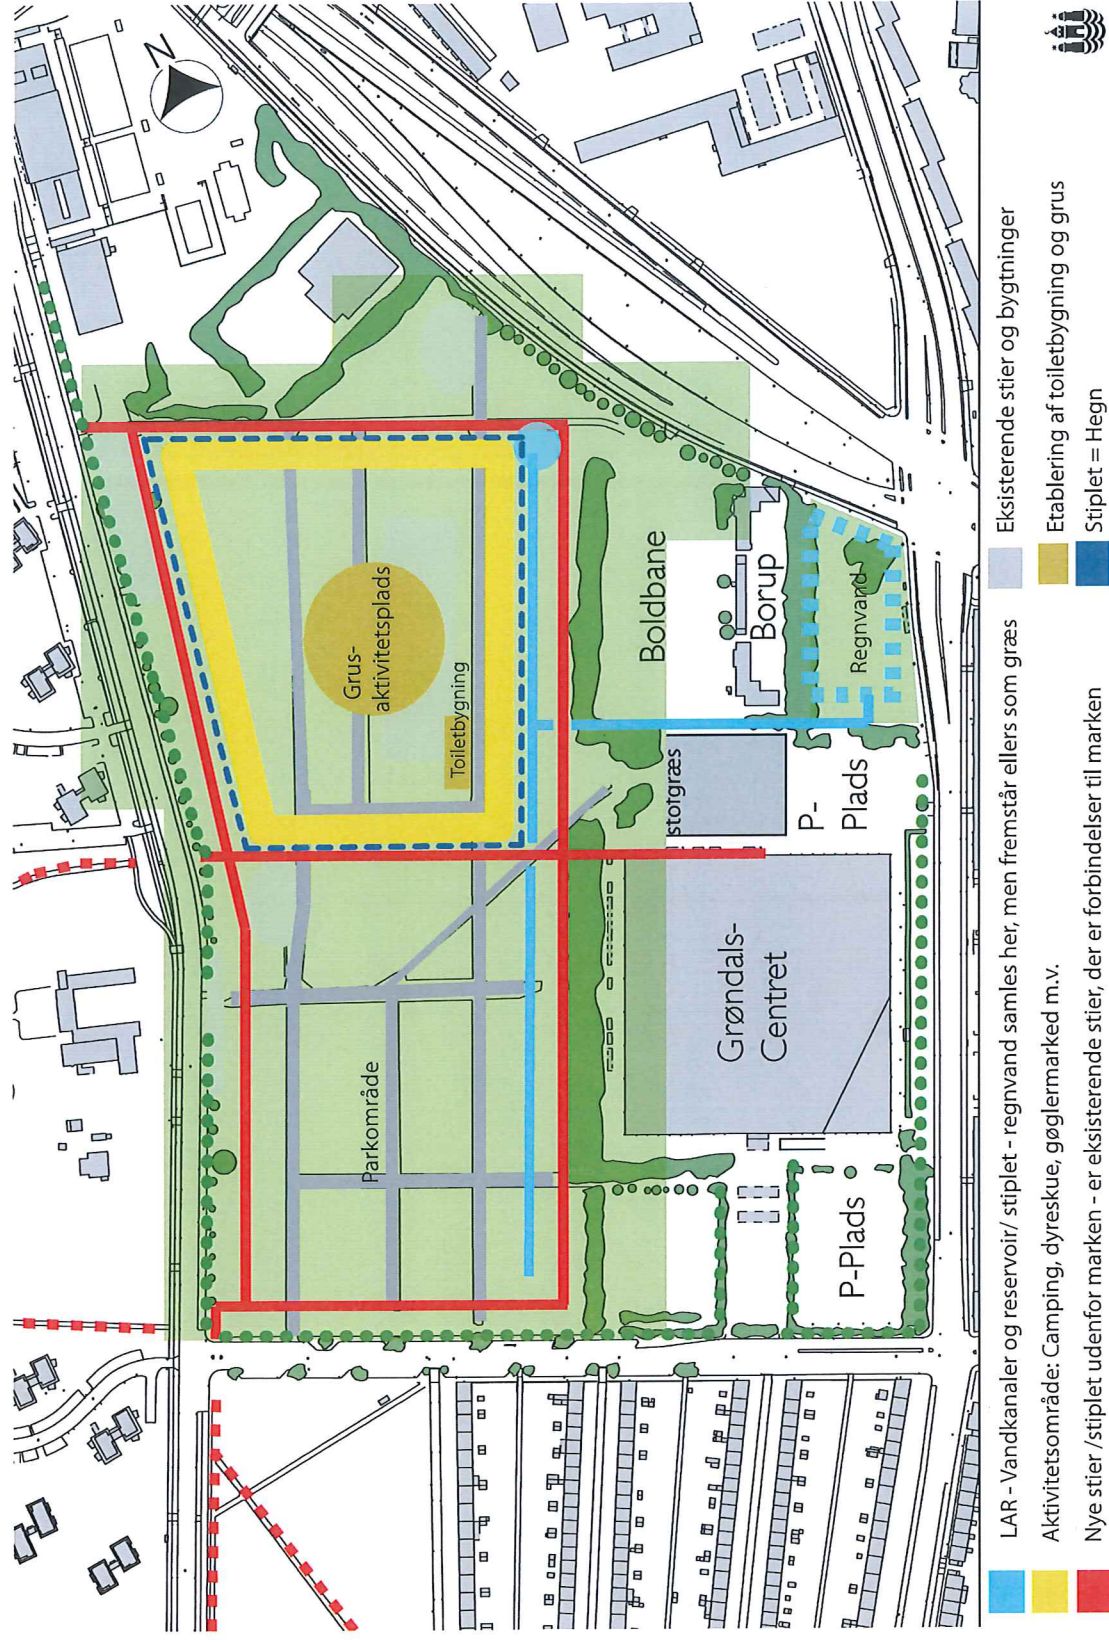 N
Grus-
aktivitetsplads
Toiletbygning
Parkområde
Boldbane
Borup
Regnvand
stofgræs
P-
Plads
Grøndals-
Centret
P-Plads
LAR - Vandkanaler og reservoir/ stiplet - regnvand samles her, men fremstår ellers som græs
Aktivitetsområde: Camping, dyreskue, gøglermarked m.v.
Nye stier /stiplet udenfor marken - er eksisterende stier, der er forbindelser til marken
Eksisterende stier og bygtninger
Etablering af toiletbygning og grus
Stiplet = Hegn